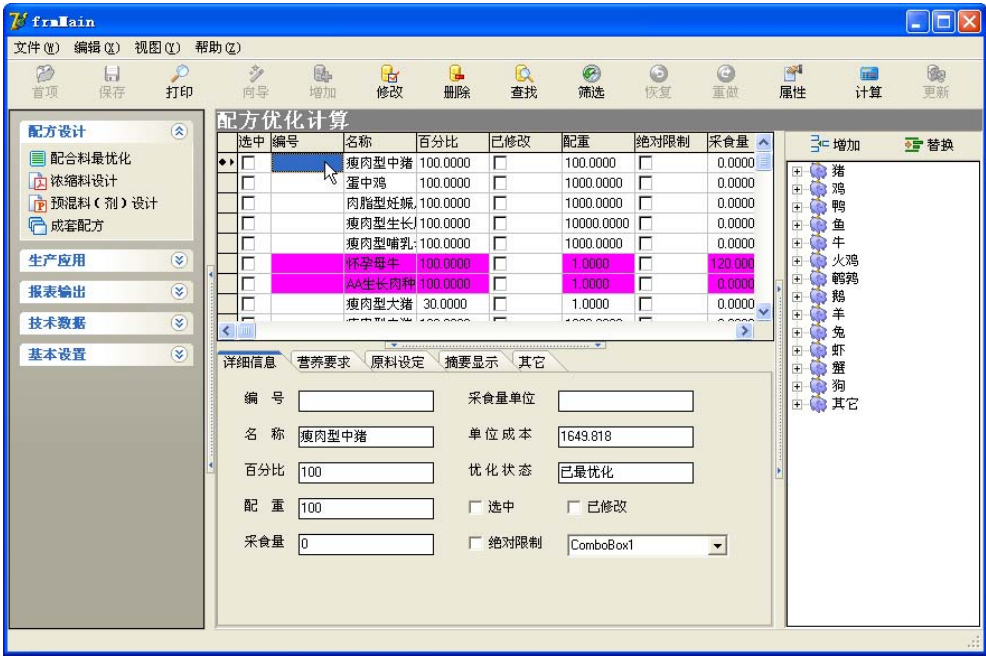 frmMain
文件(W) 编辑(X) 视图(Y) 帮助(Z)
首项 保存 打印 向导 增加 修改 删除 查找 筛选 恢复 重做 属性 计算 更新
配方设计
配合料最优化
浓缩料设计
预混料(剂)设计
成套配方
生产应用
报表输出
技术数据
基本设置
配方优化计算
选中 编号 名称 百分比 已修改 配重 绝对限制 采食量
瘦肉型中猪 100.0000 100.0000 0.0000
蛋中鸡 100.0000 1000.0000 0.0000
肉脂型妊娠, 100.0000 1000.0000 0.0000
瘦肉型生长 100.0000 10000.0000 0.0000
瘦肉型哺乳 100.0000 1000.0000 0.0000
怀孕母牛 100.0000 1.0000 120.000
AA生长肉种 100.0000 1.0000 0.0000
瘦肉型大猪 30.0000 1.0000 0.0000
详细信息 营养要求 原料设定 摘要显示 其它
编 号 采食量单位
名 称 瘦肉型中猪 单位成本 1649.818
百分比 100 优化状态 已最优化
配 重 100 选中 已修改
采食量 0 绝对限制 ComboBox1
增加 替换
猪
鸡
鸭
鱼
牛
火鸡
鹌鹑
鹅
羊
兔
虾
蟹
狗
其它